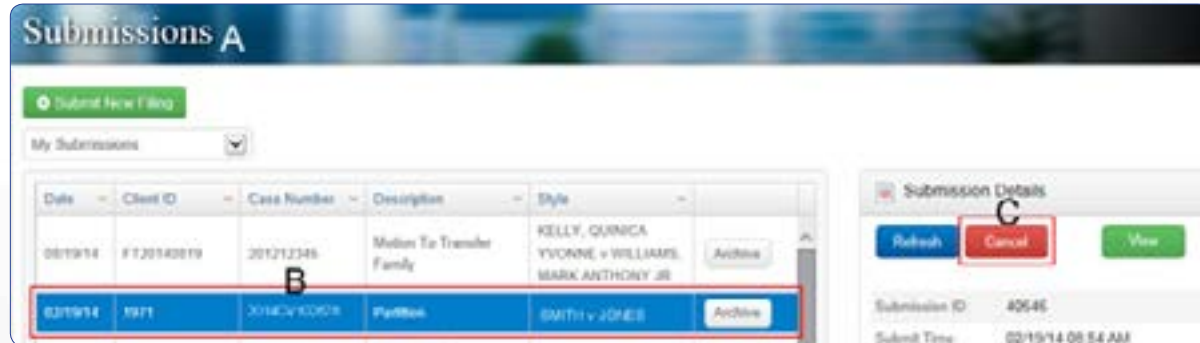 Submissions A
Submit New Filing
My Submissions
Date Client ID Case Number Description Style
08/19/14 FT20140819 201212345 Motion To Transfer Family KELLY, QUINICA YVONNE v WILLIAMS, MARK ANTHONY JR Archive
B
02/19/14 1971 Partition SMITH v JONES Archive
Submission Details
C
Refresh Cancel View
Submission ID: 40646
Submit Time: 02/19/14 08:54 AM